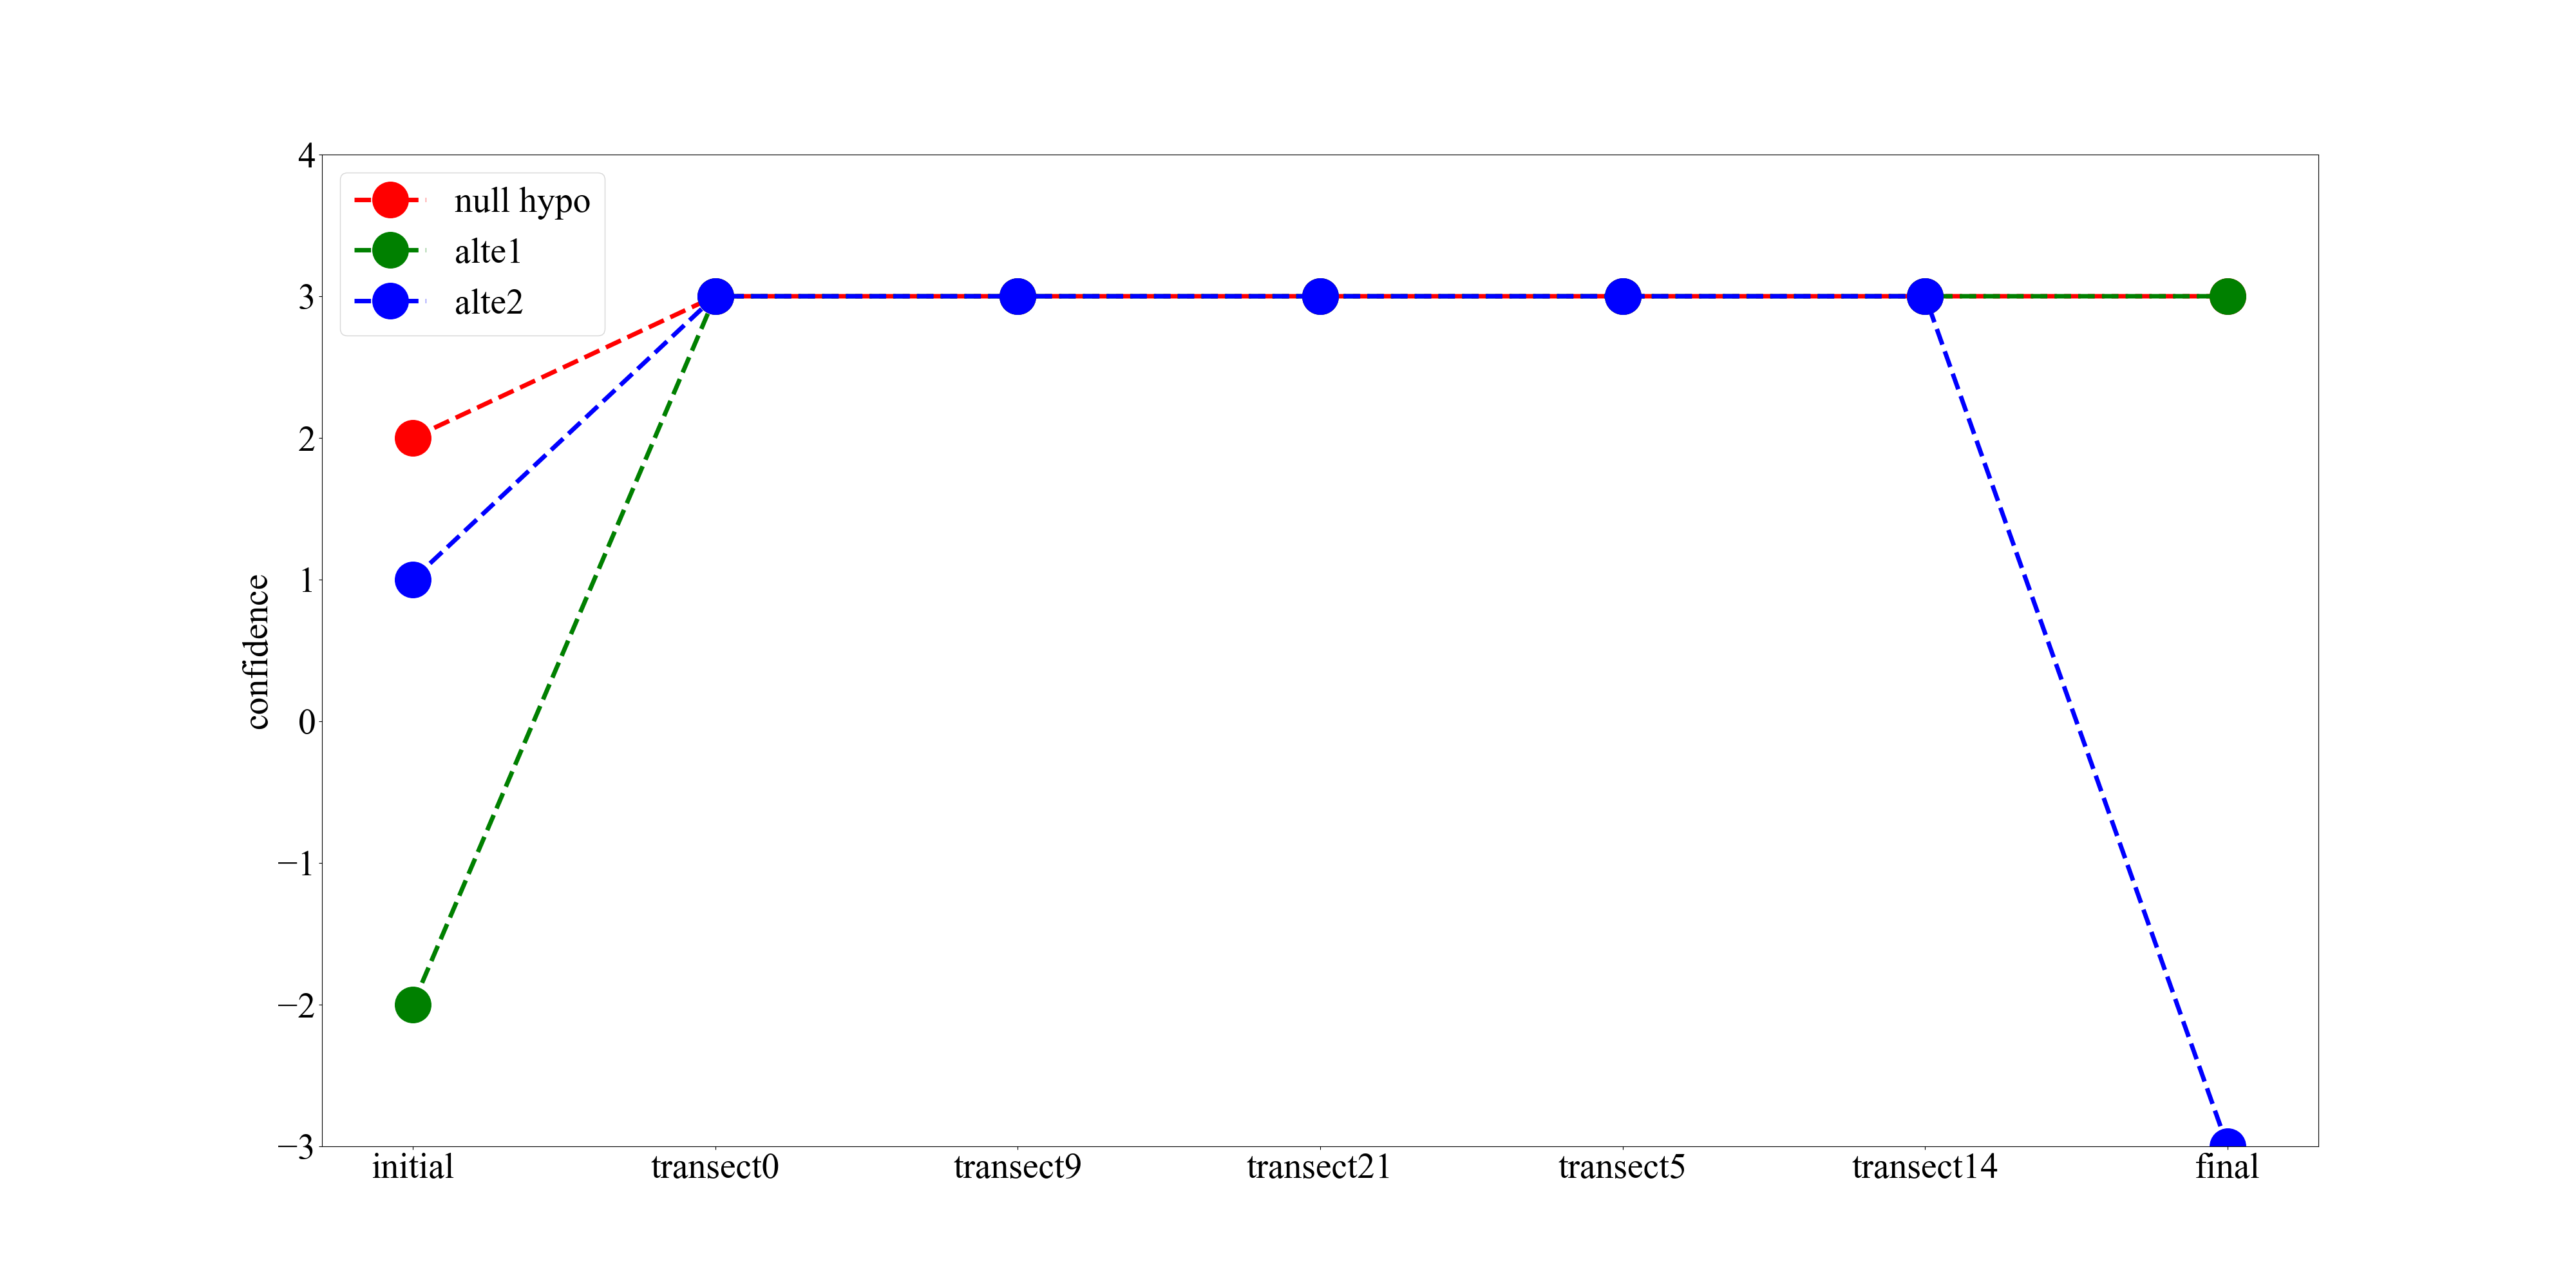 4
3
2
1
0
−1
−2
−3
confidence
null hypo
alte1
alte2
initial
transect0
transect9
transect21
transect5
transect14
final